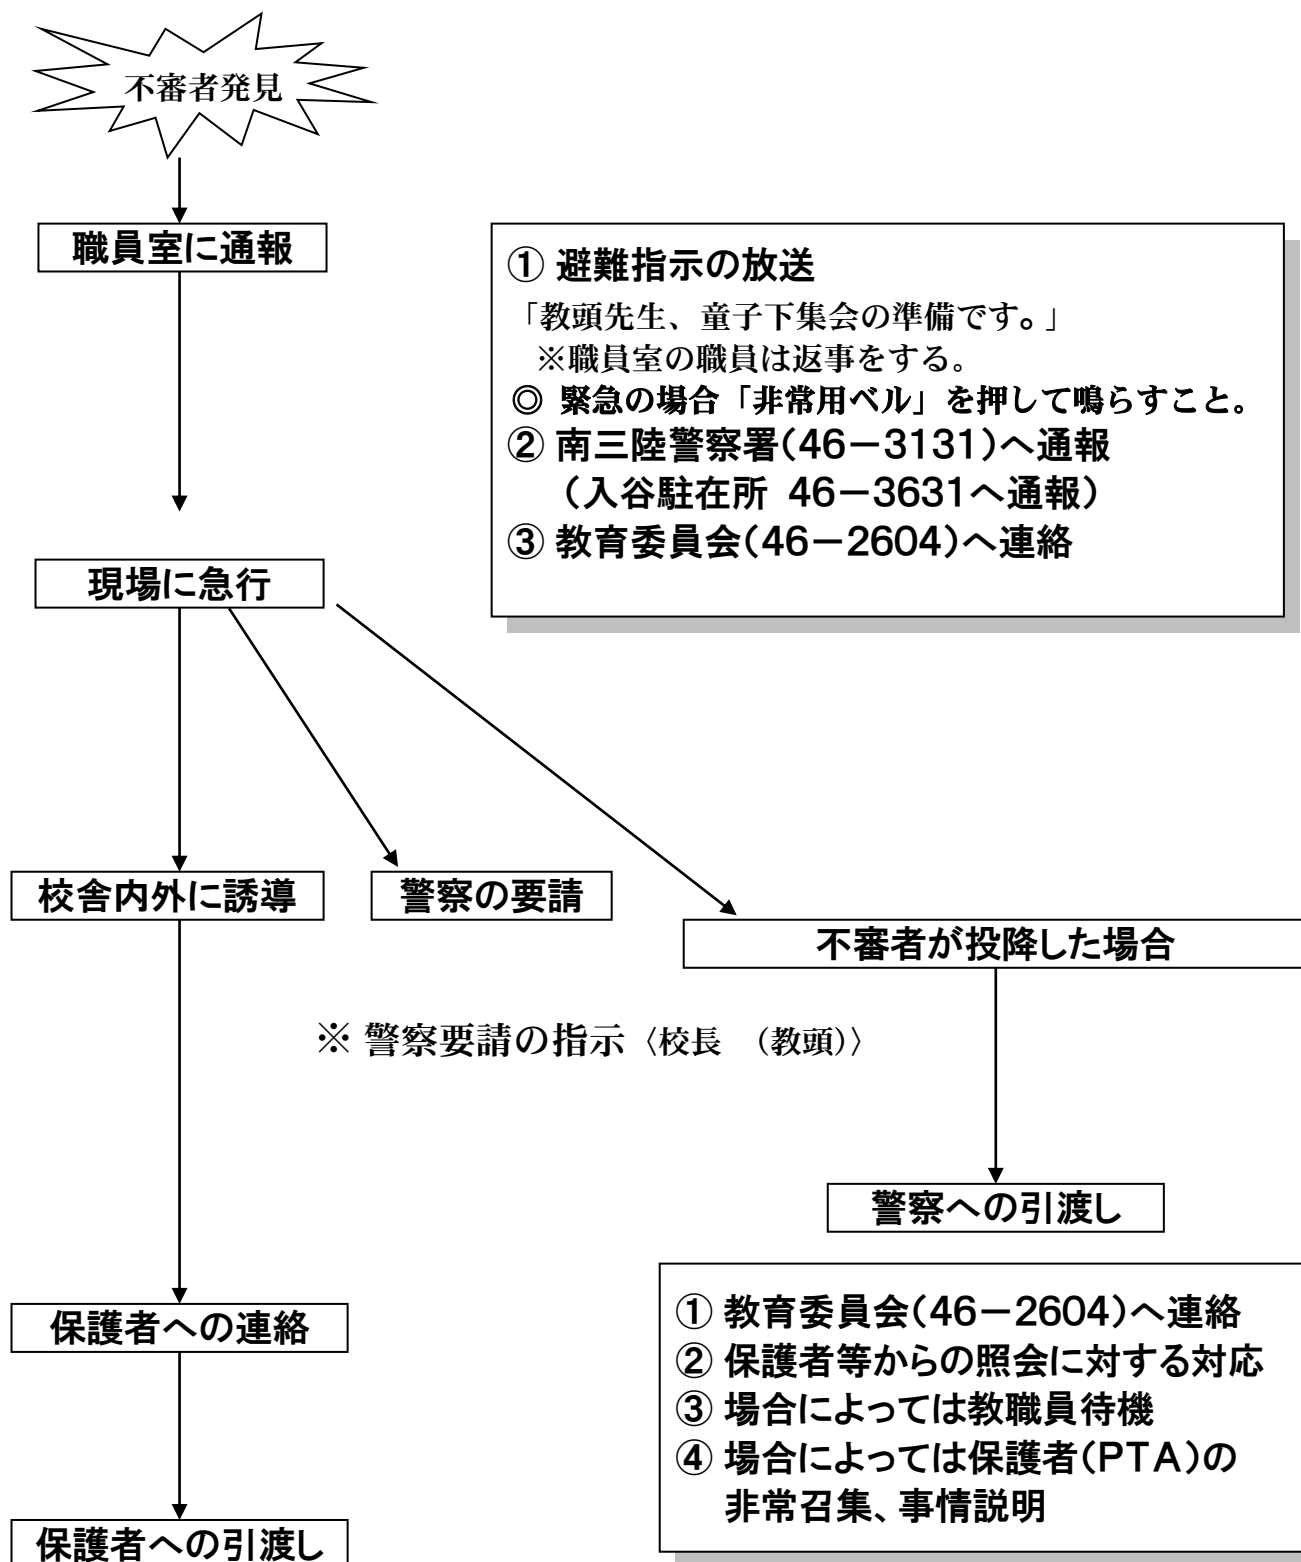 不審者発見
職員室に通報
① 避難指示の放送
「教頭先生、童子下集会の準備です。」
※職員室の職員は返事をする。
◎ 緊急の場合「非常用ベル」を押して鳴らすこと。
② 南三陸警察署(46－3131)へ通報
（入谷駐在所 46－3631へ通報）
③ 教育委員会(46－2604)へ連絡
現場に急行
校舎内外に誘導
警察の要請
不審者が投降した場合
※ 警察要請の指示〈校長　（教頭)〉
警察への引渡し
保護者への連絡
① 教育委員会(46－2604)へ連絡
② 保護者等からの照会に対する対応
③ 場合によっては教職員待機
④ 場合によっては保護者(PTA)の
非常召集、事情説明
保護者への引渡し